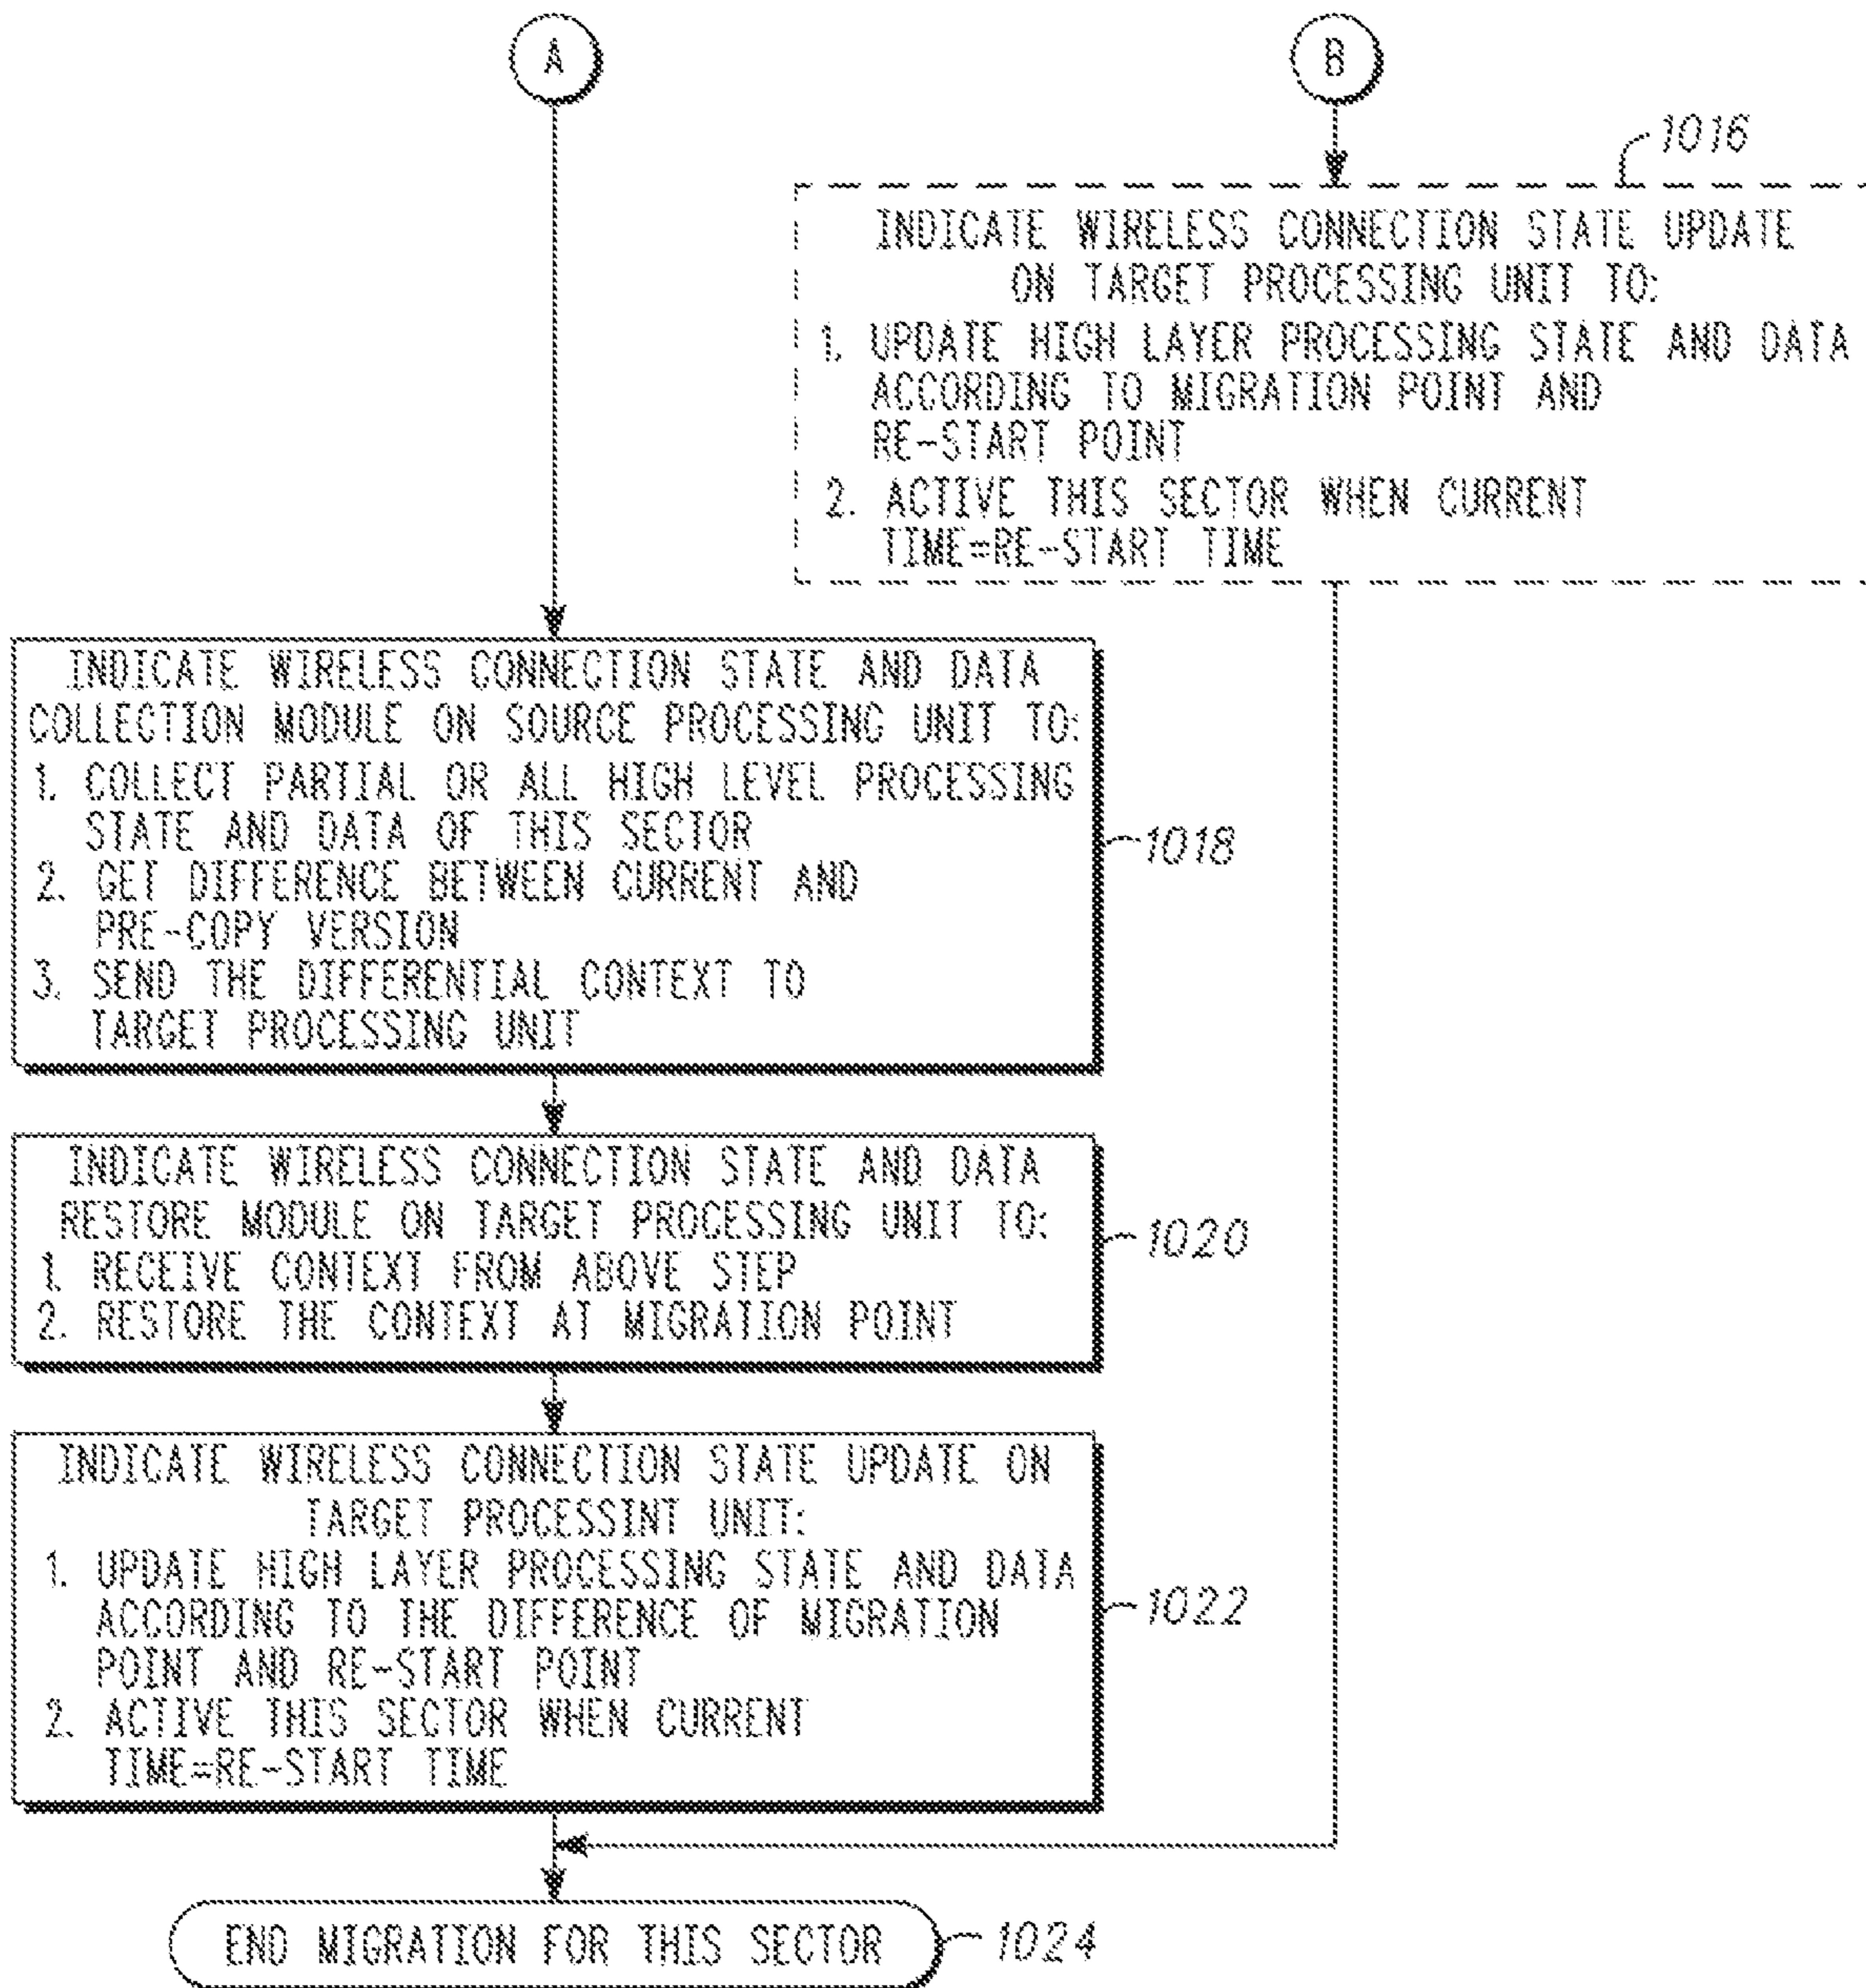 A
B
1016
INDICATE WIRELESS CONNECTION STATE UPDATE
ON TARGET PROCESSING UNIT TO:
1. UPDATE HIGH LAYER PROCESSING STATE AND DATA
ACCORDING TO MIGRATION POINT AND
RE-START POINT
2. ACTIVE THIS SECTOR WHEN CURRENT
TIME=RE-START TIME
INDICATE WIRELESS CONNECTION STATE AND DATA
COLLECTION MODULE ON SOURCE PROCESSING UNIT TO:
1. COLLECT PARTIAL OR ALL HIGH LEVEL PROCESSING
STATE AND DATA OF THIS SECTOR
2. GET DIFFERENCE BETWEEN CURRENT AND
PRE-COPY VERSION
3. SEND THE DIFFERENTIAL CONTEXT TO
TARGET PROCESSING UNIT
1018
INDICATE WIRELESS CONNECTION STATE AND DATA
RESTORE MODULE ON TARGET PROCESSING UNIT TO:
1. RECEIVE CONTEXT FROM ABOVE STEP
2. RESTORE THE CONTEXT AT MIGRATION POINT
1020
INDICATE WIRELESS CONNECTION STATE UPDATE ON
TARGET PROCESSINT UNIT:
1. UPDATE HIGH LAYER PROCESSING STATE AND DATA
ACCORDING TO THE DIFFERENCE OF MIGRATION
POINT AND RE-START POINT
2. ACTIVE THIS SECTOR WHEN CURRENT
TIME=RE-START TIME
1022
END MIGRATION FOR THIS SECTOR
1024